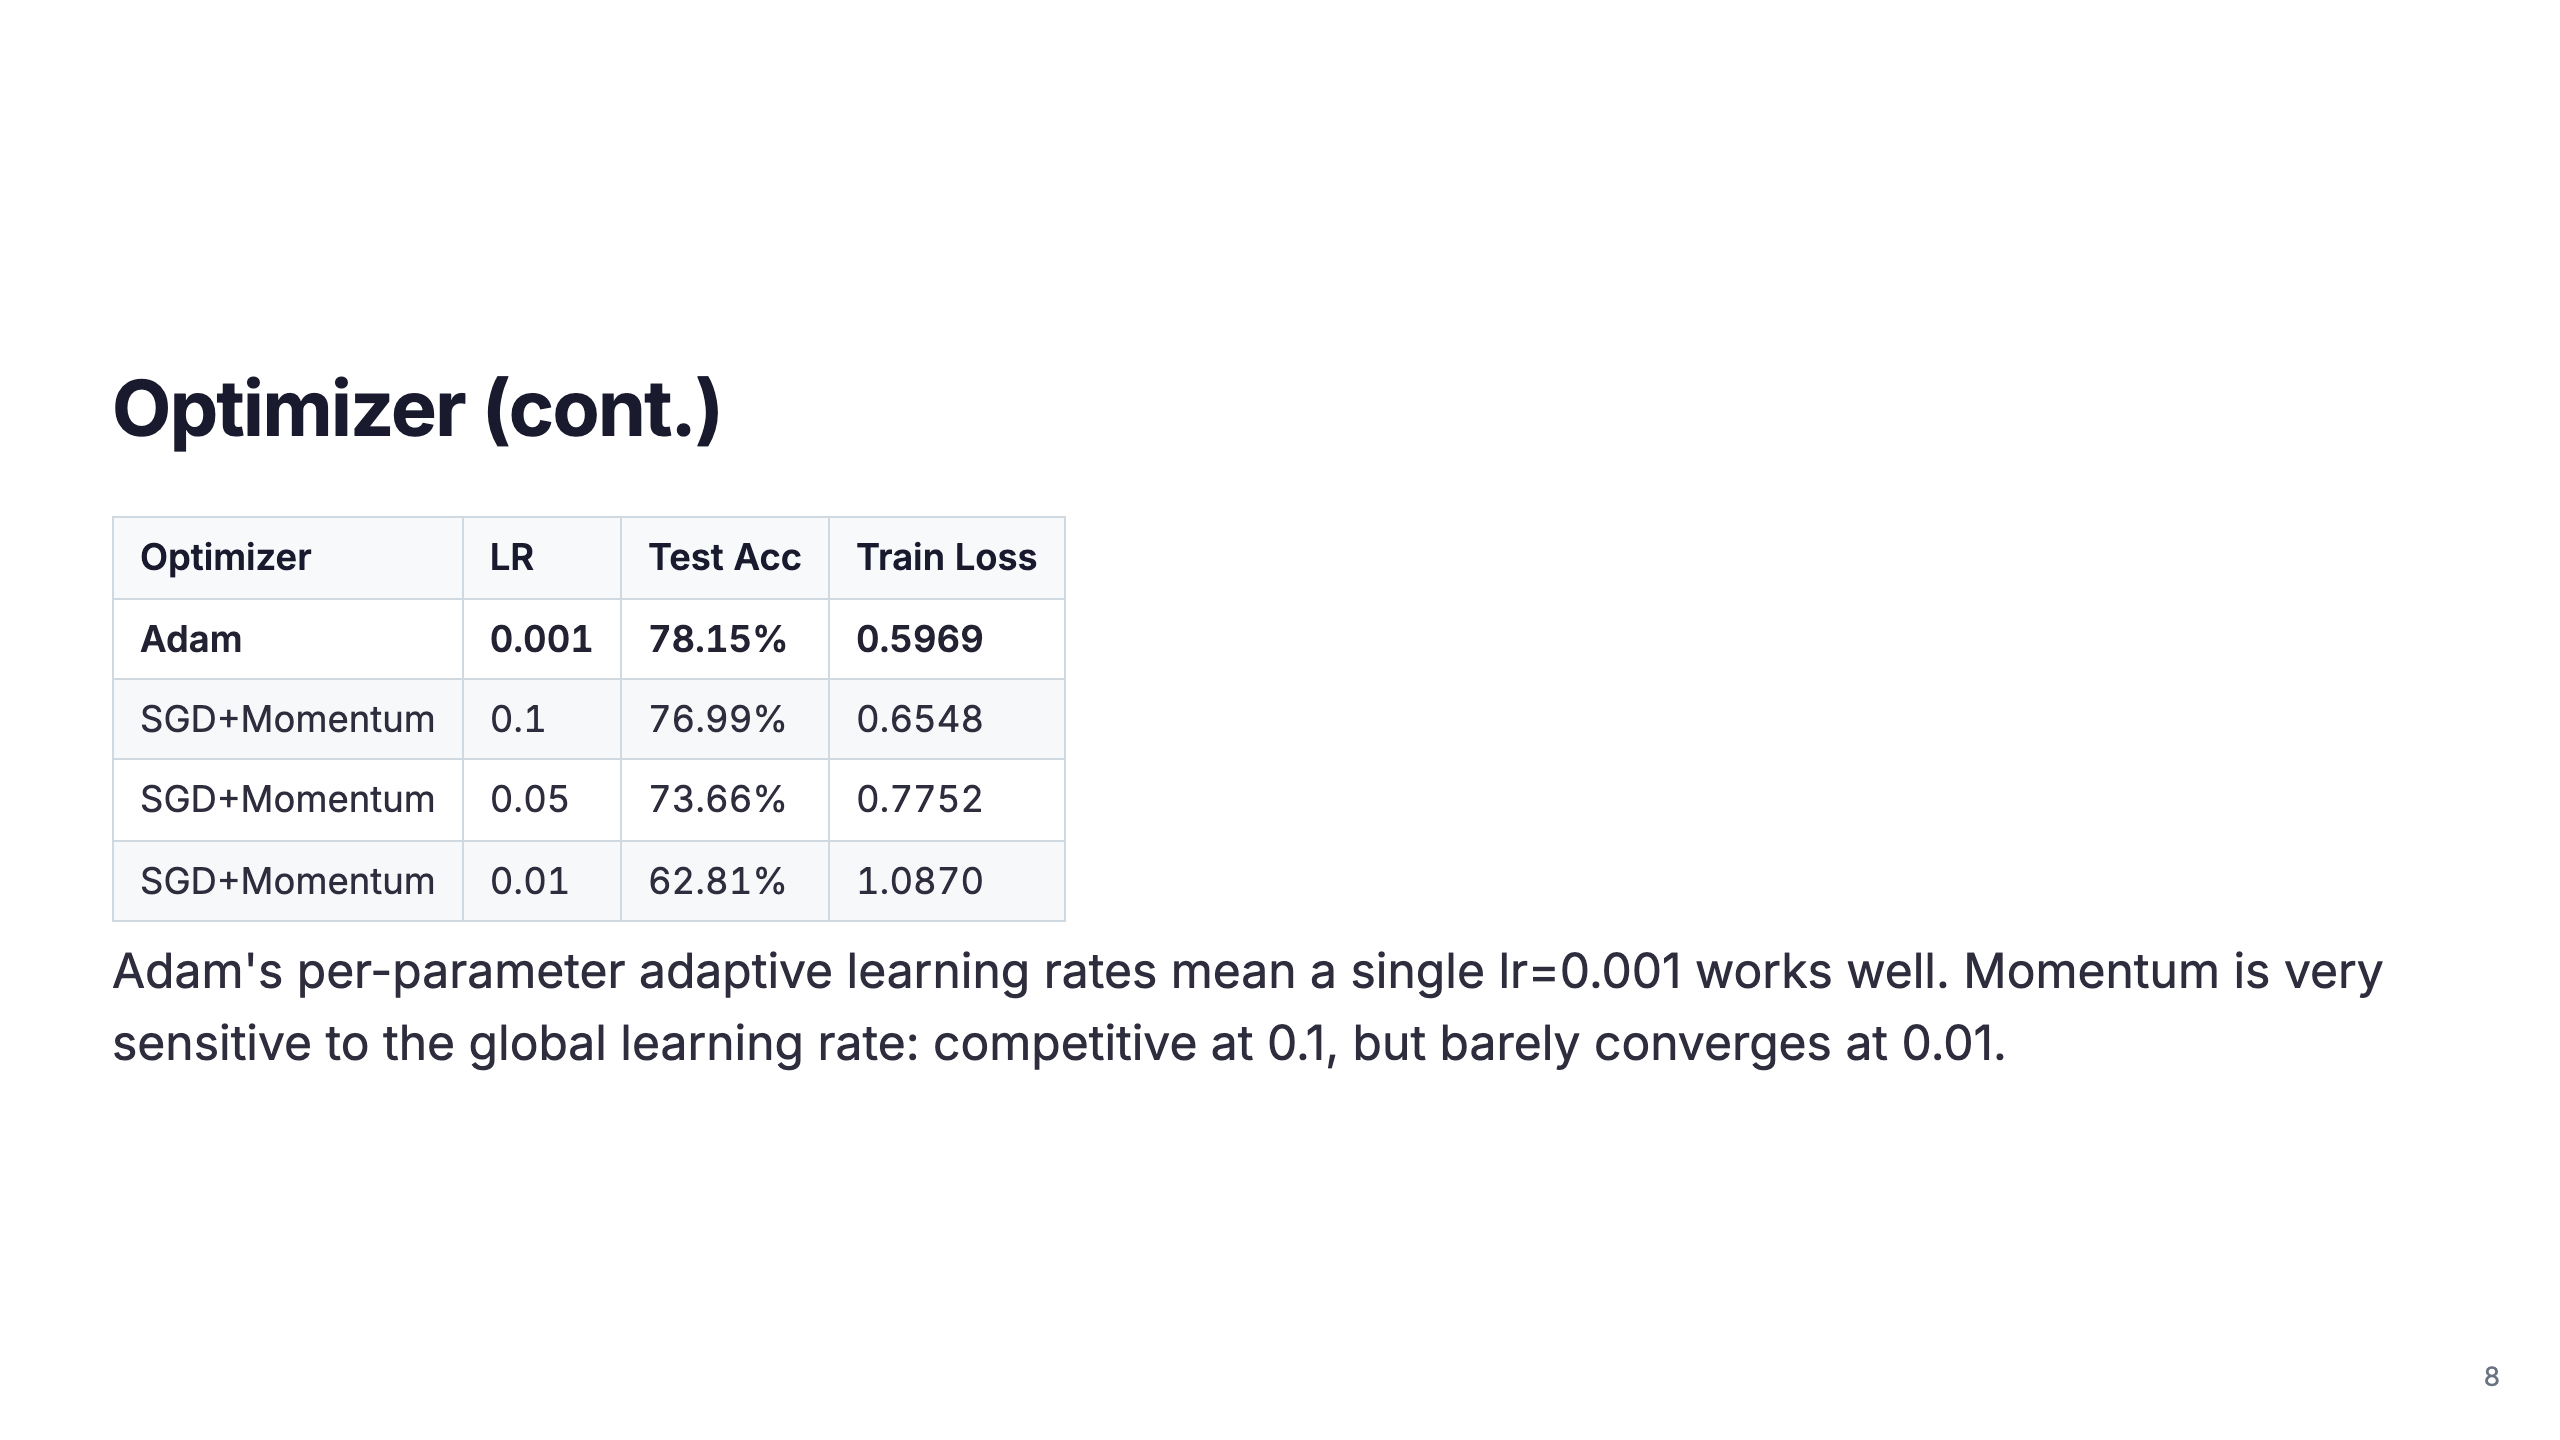 Optimizer (cont.)
Optimizer LR Test Acc Train Loss
Adam 0.001 78.15% 0.5969
SGD+Momentum 0.1 76.99% 0.6548
SGD+Momentum 0.05 73.66% 0.7752
SGD+Momentum 0.01 62.81% 1.0870
Adam's per-parameter adaptive learning rates mean a single lr=0.001 works well. Momentum is very
sensitive to the global learning rate: competitive at 0.1, but barely converges at 0.01.
8